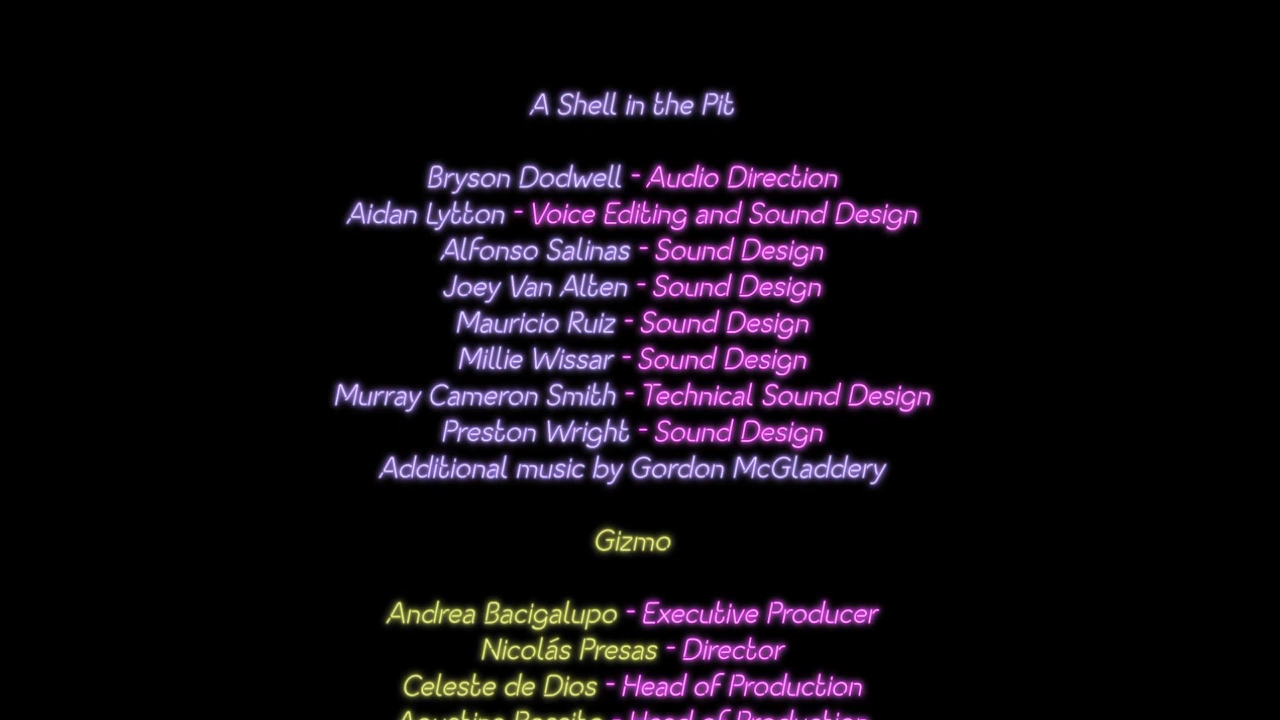 A Shell in the Pit
Bryson Dodwell - Audio Direction
Aidan Lytton - Voice Editing and Sound Design
Alfonso Salinas - Sound Design
Joey Van Alten - Sound Design
Mauricio Ruiz - Sound Design
Millie Wissar - Sound Design
Murray Cameron Smith - Technical Sound Design
Preston Wright - Sound Design
Additional music by Gordon McGladdery
Gizmo
Andrea Bacigalupo - Executive Producer
Nicolás Presas - Director
Celeste de Dios - Head of Production
- Head of Production